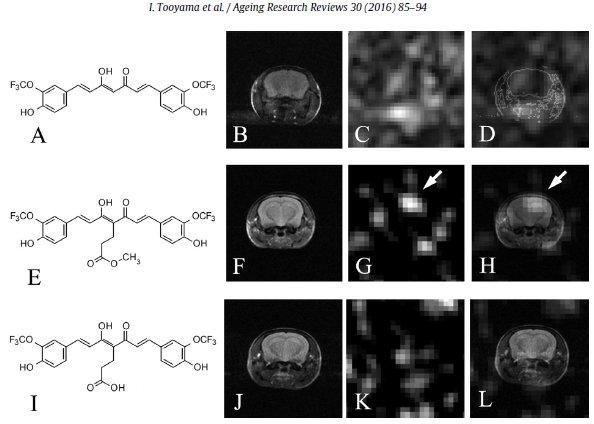 I. Tooyama et al. / Ageing Research Reviews 30 (2016) 85–94
OH O
F₃CO OCF₃
HO OH
A B C D
OH O
F₃CO OCF₃
HO OH
O O CH₃
E F G H
OH O
F₃CO OCF₃
HO OH
O OH
I J K L